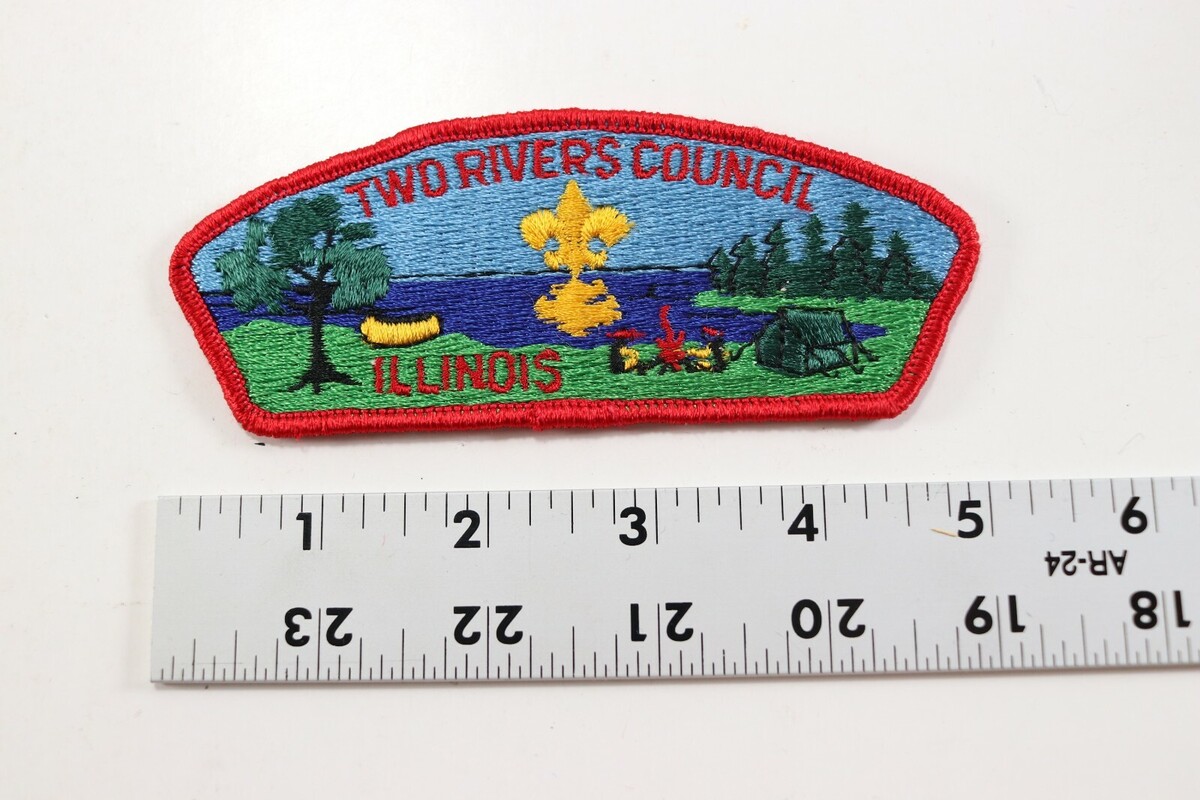 TWO RIVERS COUNCIL
ILLINOIS
1 2 3 4 5 6
AR-24
23 22 21 20 19 18